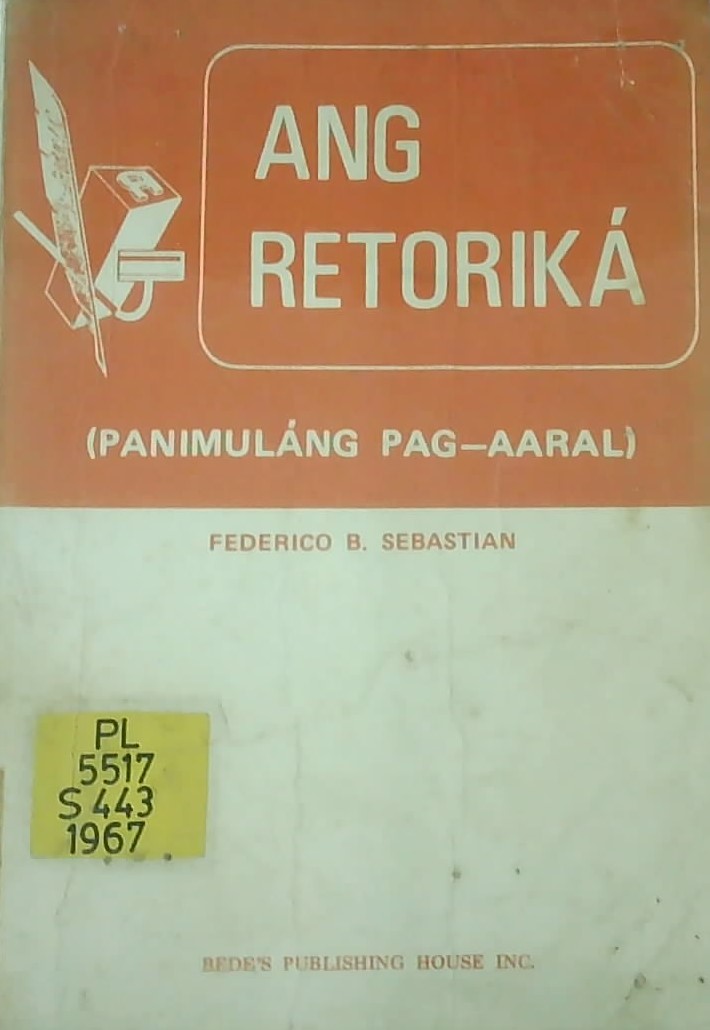 ANG
RETORIKÁ
(PANIMULÁNG PAG-AARAL)
FEDERICO B. SEBASTIAN
PL
5517
S 443
1967
BEDE'S PUBLISHING HOUSE INC.